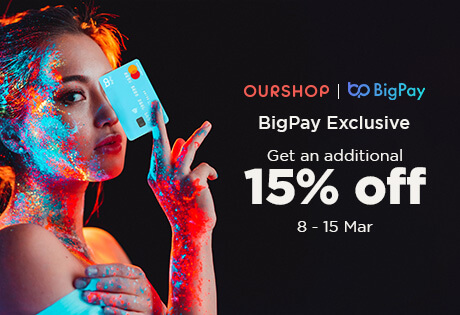 OURSHOP | BigPay
BigPay Exclusive
Get an additional
15% off
8 - 15 Mar